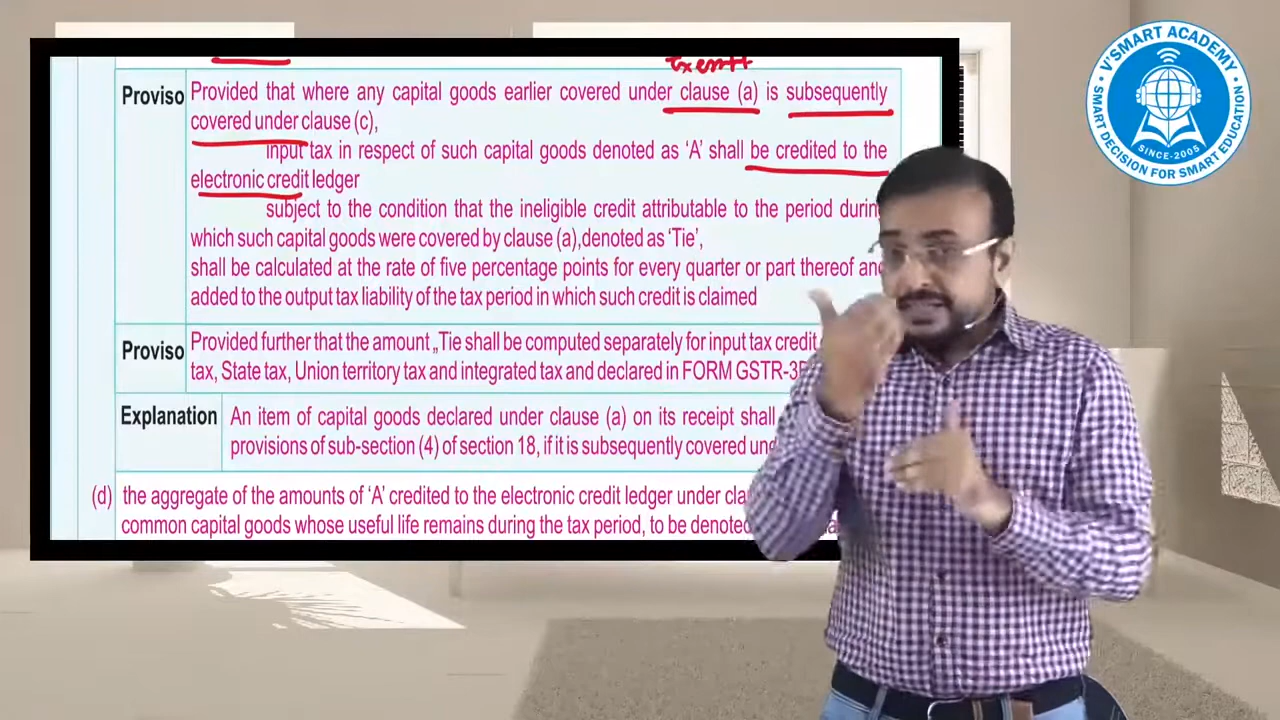 exempt
Proviso
Provided that where any capital goods earlier covered under clause (a) is subsequently
covered under clause (c),
input tax in respect of such capital goods denoted as ‘A’ shall be credited to the
electronic credit ledger
subject to the condition that the ineligible credit attributable to the period during
which such capital goods were covered by clause (a),denoted as ‘Tie’,
shall be calculated at the rate of five percentage points for every quarter or part thereof and
added to the output tax liability of the tax period in which such credit is claimed
Proviso
Provided further that the amount „Tie shall be computed separately for input tax credit
tax, State tax, Union territory tax and integrated tax and declared in FORM GSTR-3B
Explanation
An item of capital goods declared under clause (a) on its receipt shall
provisions of sub-section (4) of section 18, if it is subsequently covered
(d) the aggregate of the amounts of ‘A’ credited to the electronic credit ledger under
common capital goods whose useful life remains during the tax period, to be denoted
V'SMART ACADEMY
SINCE-2005
SMART DECISION FOR SMART EDUCATION